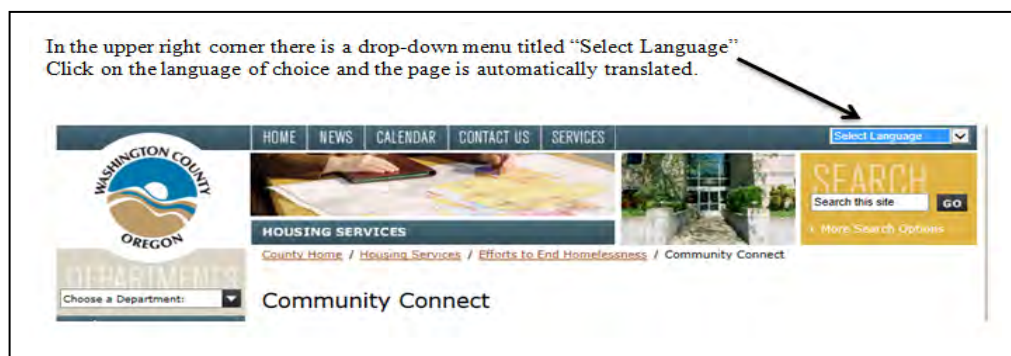 In the upper right corner there is a drop-down menu titled “Select Language”
Click on the language of choice and the page is automatically translated.
HOME NEWS CALENDAR CONTACT US SERVICES
Select Language
WASHINGTON COUNTY
OREGON
SEARCH
Search this site GO
› More Search Options
HOUSING SERVICES
County Home / Housing Services / Efforts to End Homelessness / Community Connect
DEPARTMENTS
Choose a Department:
Community Connect